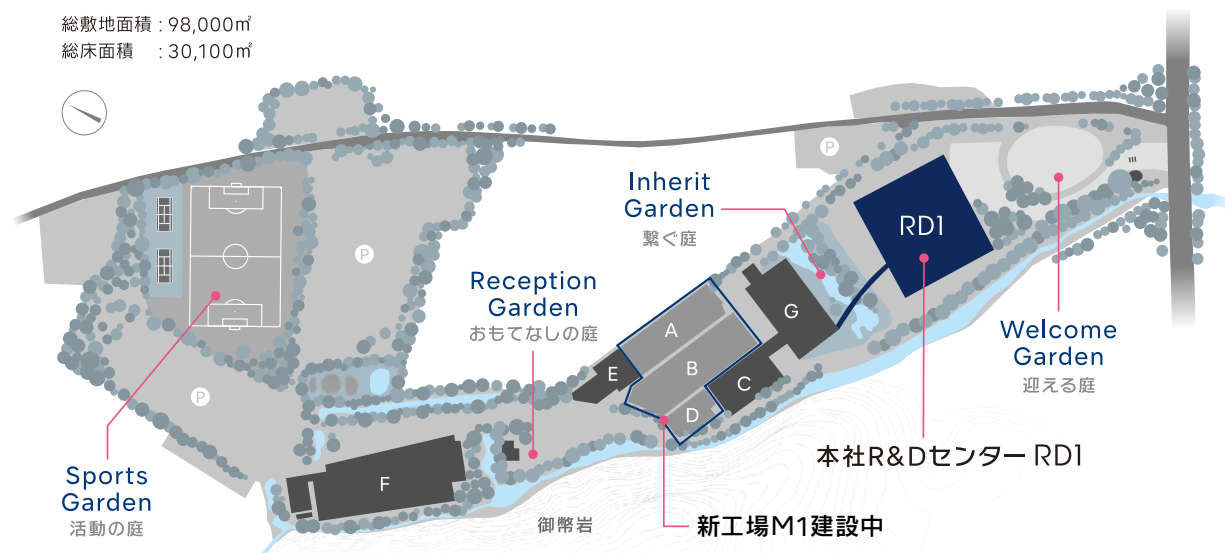 総敷地面積 : 98,000㎡
総床面積 : 30,100㎡
P
P
P
Inherit
Garden
繋ぐ庭
RD1
Reception
Garden
おもてなしの庭
A
B
C
D
E
F
G
Welcome
Garden
迎える庭
本社R&Dセンター RD1
Sports
Garden
活動の庭
御幣岩
新工場M1建設中